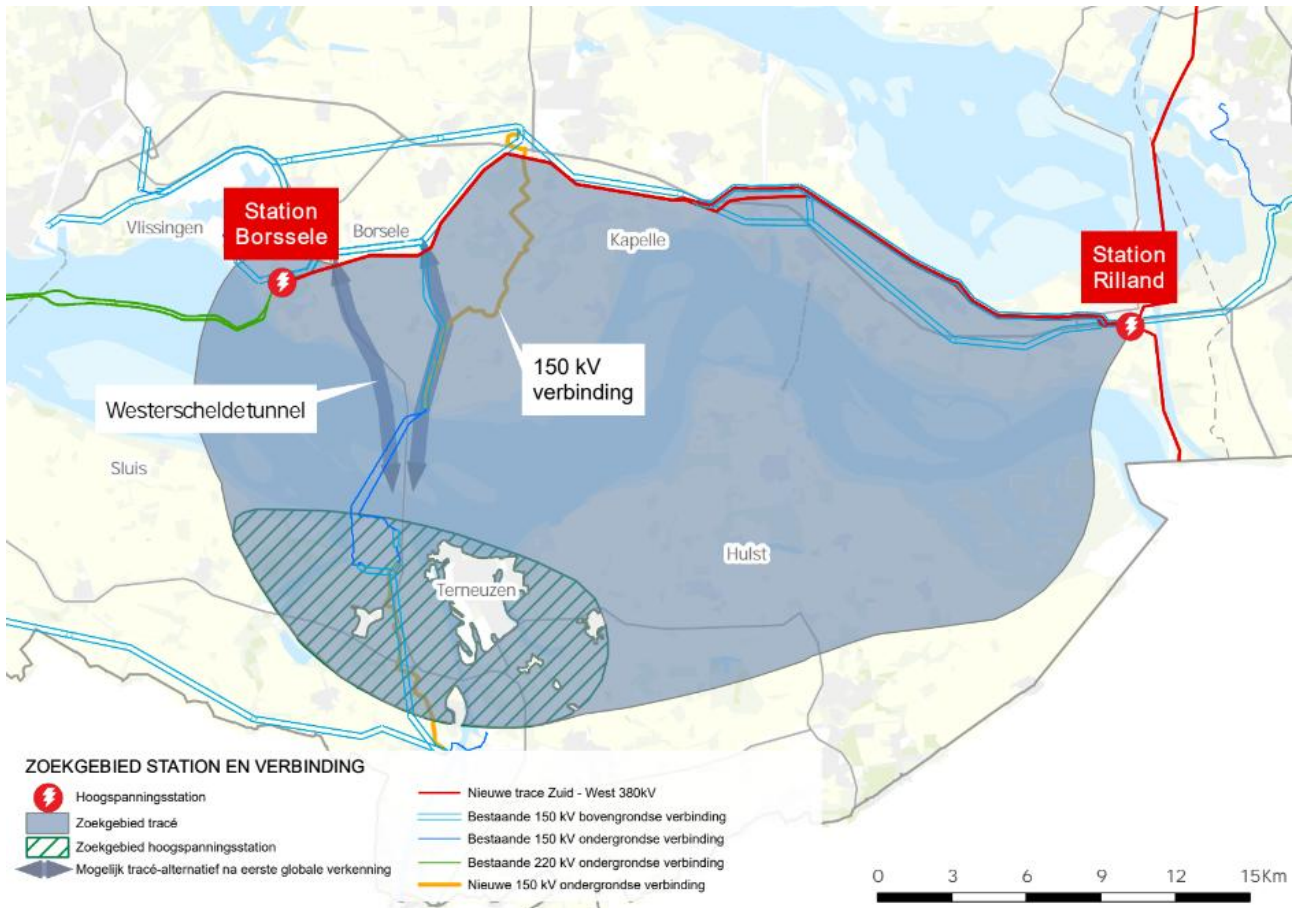 Station
Borssele
Vlissingen
Borsele
Kapelle
Station
Rilland
150 kV
verbinding
Westerscheldetunnel
Sluis
Hulst
Terneuzen
ZOEKGEBIED STATION EN VERBINDING
Hoogspanningsstation
Zoekgebied tracé
Zoekgebied hoogspanningsstation
Mogelijk tracé-alternatief na eerste globale verkenning
Nieuwe trace Zuid - West 380kV
Bestaande 150 kV bovengrondse verbinding
Bestaande 150 kV ondergrondse verbinding
Bestaande 220 kV ondergrondse verbinding
Nieuwe 150 kV ondergrondse verbinding
0 3 6 9 12 15Km